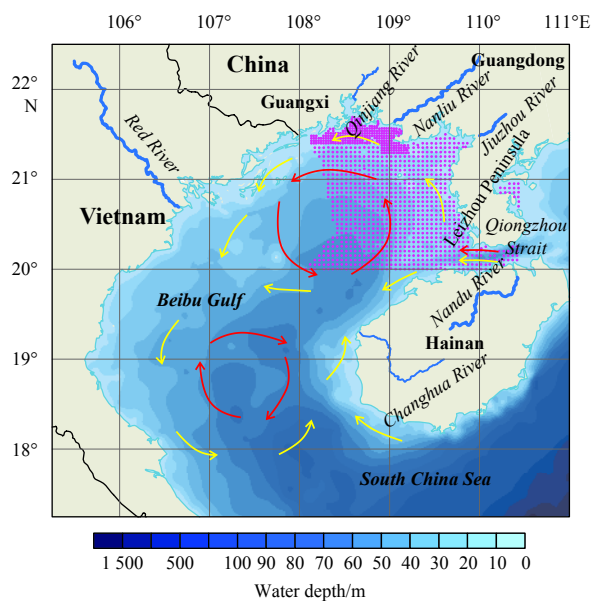 106° 107° 108° 109° 110° 111°E
22°
N
21°
20°
19°
18°
China
Guangdong
Guangxi
Qinjiang River
Nanliu River
Jiuzhou River
Red River
Vietnam
Leizhou Peninsula
Qiongzhou
Strait
Beibu Gulf
Nandu River
Hainan
Changhua River
South China Sea
1 500 500 100 90 80 70 60 50 40 30 20 10 0
Water depth/m